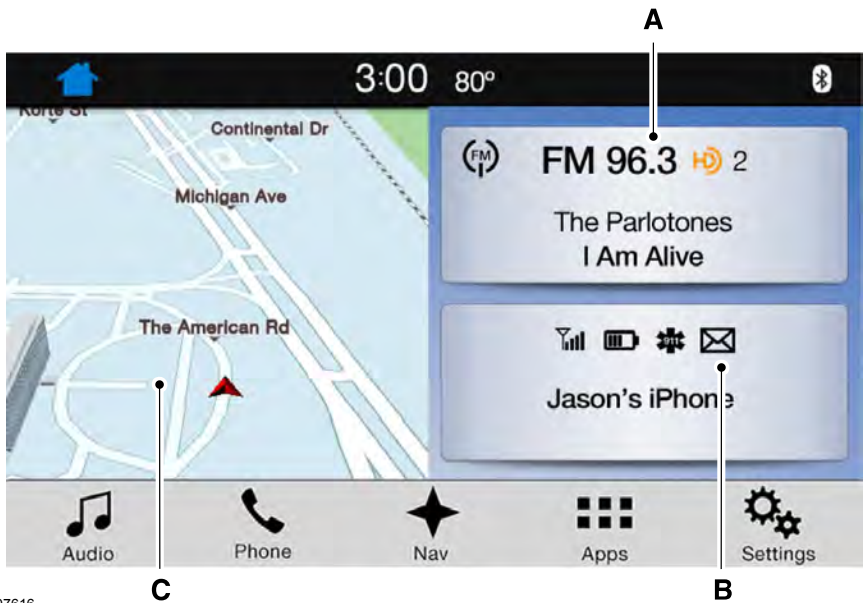 A
3:00 80°
Korte St
Continental Dr
FM
FM 96.3 HD 2
Michigan Ave
The Parlotones
I Am Alive
The American Rd
911
Jason's iPhone
Audio
Phone
Nav
Apps
Settings
C
B